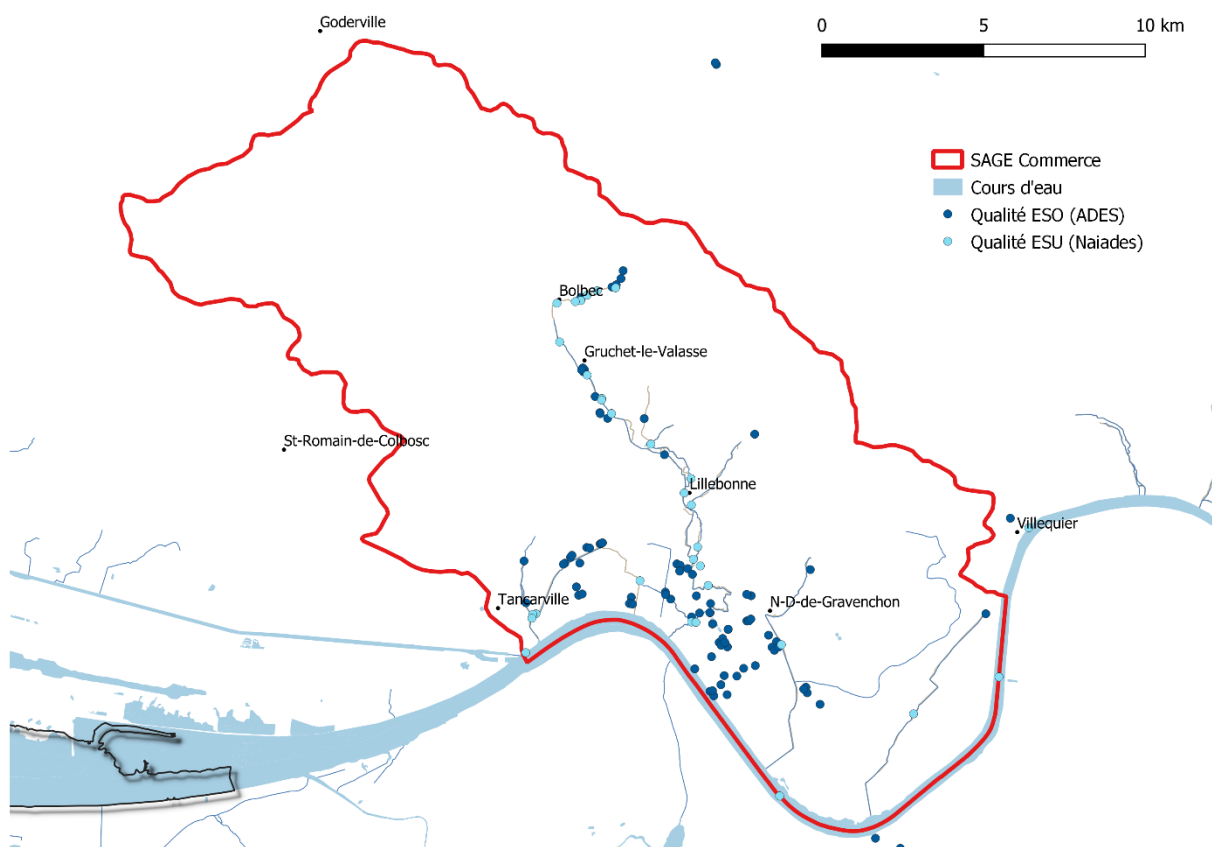 Goderville
0 5 10 km
SAGE Commerce
Cours d'eau
Qualité ESO (ADES)
Qualité ESU (Naiades)
Bolbec
Gruchet-le-Valasse
St-Romain-de-Colbosc
Lillebonne
Villequier
Tancarville
N-D-de-Gravenchon